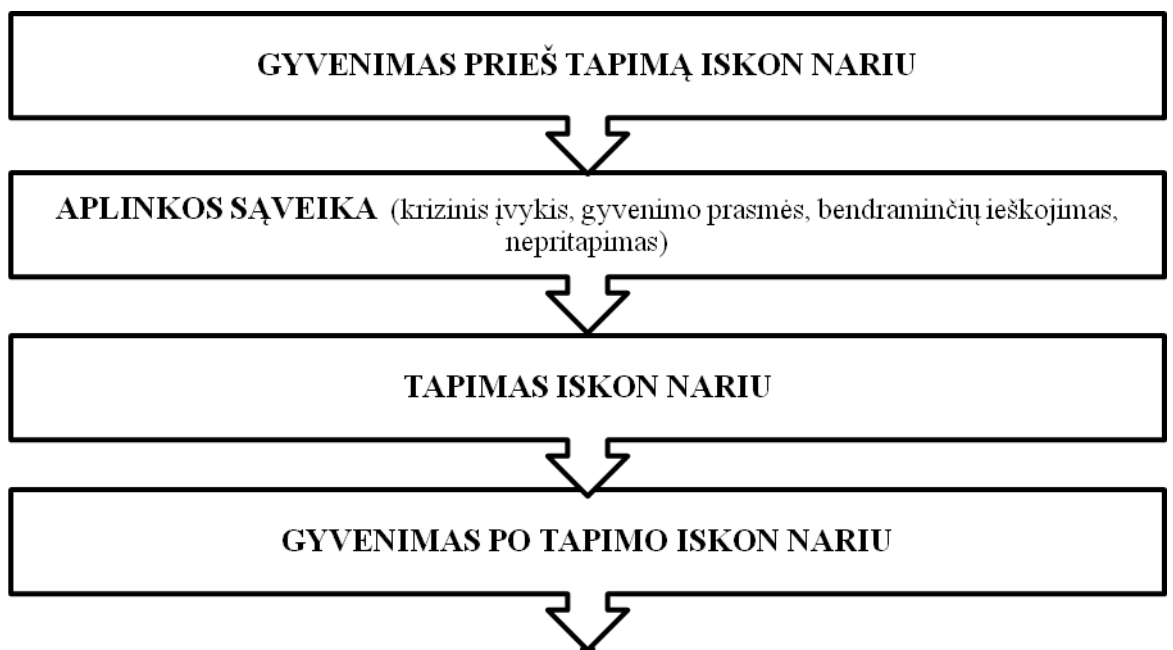 GYVENIMAS PRIEŠ TAPIMĄ ISKON NARIU
APLINKOS SĄVEIKA (krizinis įvykis, gyvenimo prasmės, bendraminčių ieškojimas,
nepritapimas)
TAPIMAS ISKON NARIU
GYVENIMAS PO TAPIMO ISKON NARIU